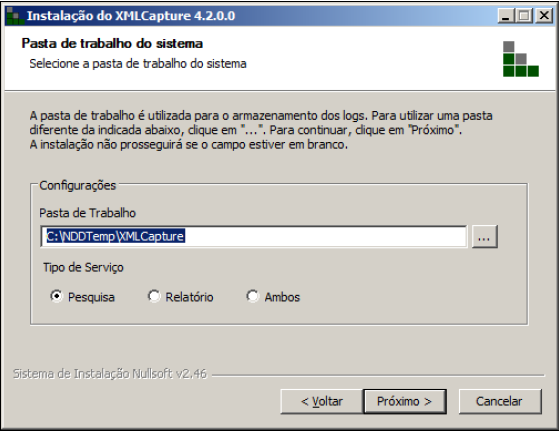 Instalação do XMLCapture 4.2.0.0
Pasta de trabalho do sistema
Selecione a pasta de trabalho do sistema
A pasta de trabalho é utilizada para o armazenamento dos logs. Para utilizar uma pasta
diferente da indicada abaixo, clique em "...". Para continuar, clique em "Próximo".
A instalação não prosseguirá se o campo estiver em branco.
Configurações
Pasta de Trabalho
C:\NDDTemp\XMLCapture
...
Tipo de Serviço
Pesquisa Relatório Ambos
Sistema de Instalação Nullsoft v2.46
< Voltar Próximo > Cancelar